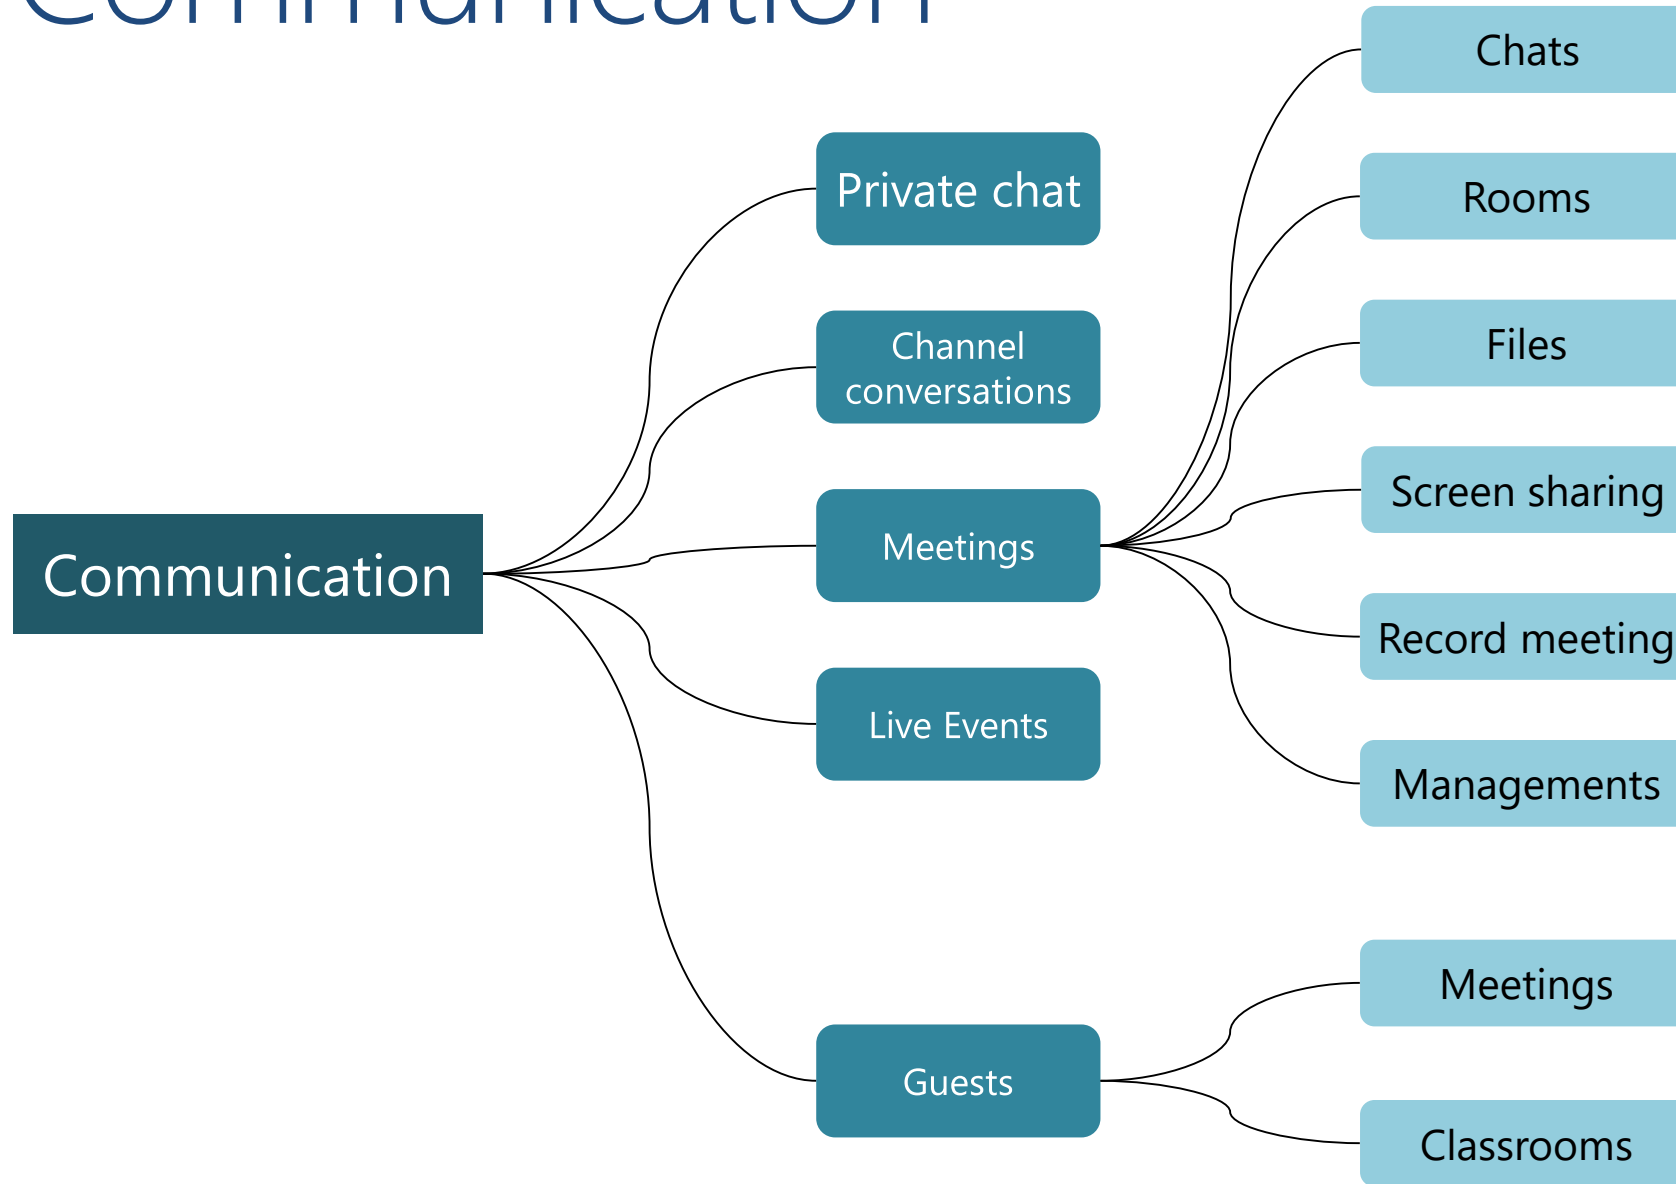 Communication
Communication
Private chat
Channel
conversations
Meetings
Live Events
Guests
Chats
Rooms
Files
Screen sharing
Record meeting
Managements
Meetings
Classrooms